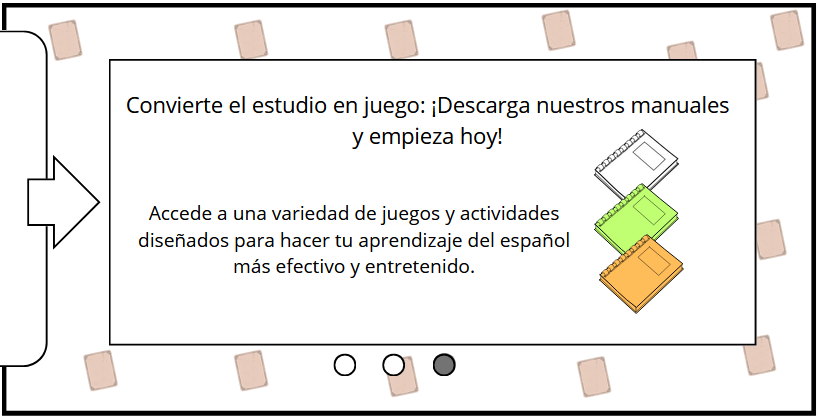 Convierte el estudio en juego: ¡Descarga nuestros manuales
y empieza hoy!
Accede a una variedad de juegos y actividades
diseñados para hacer tu aprendizaje del español
más efectivo y entretenido.